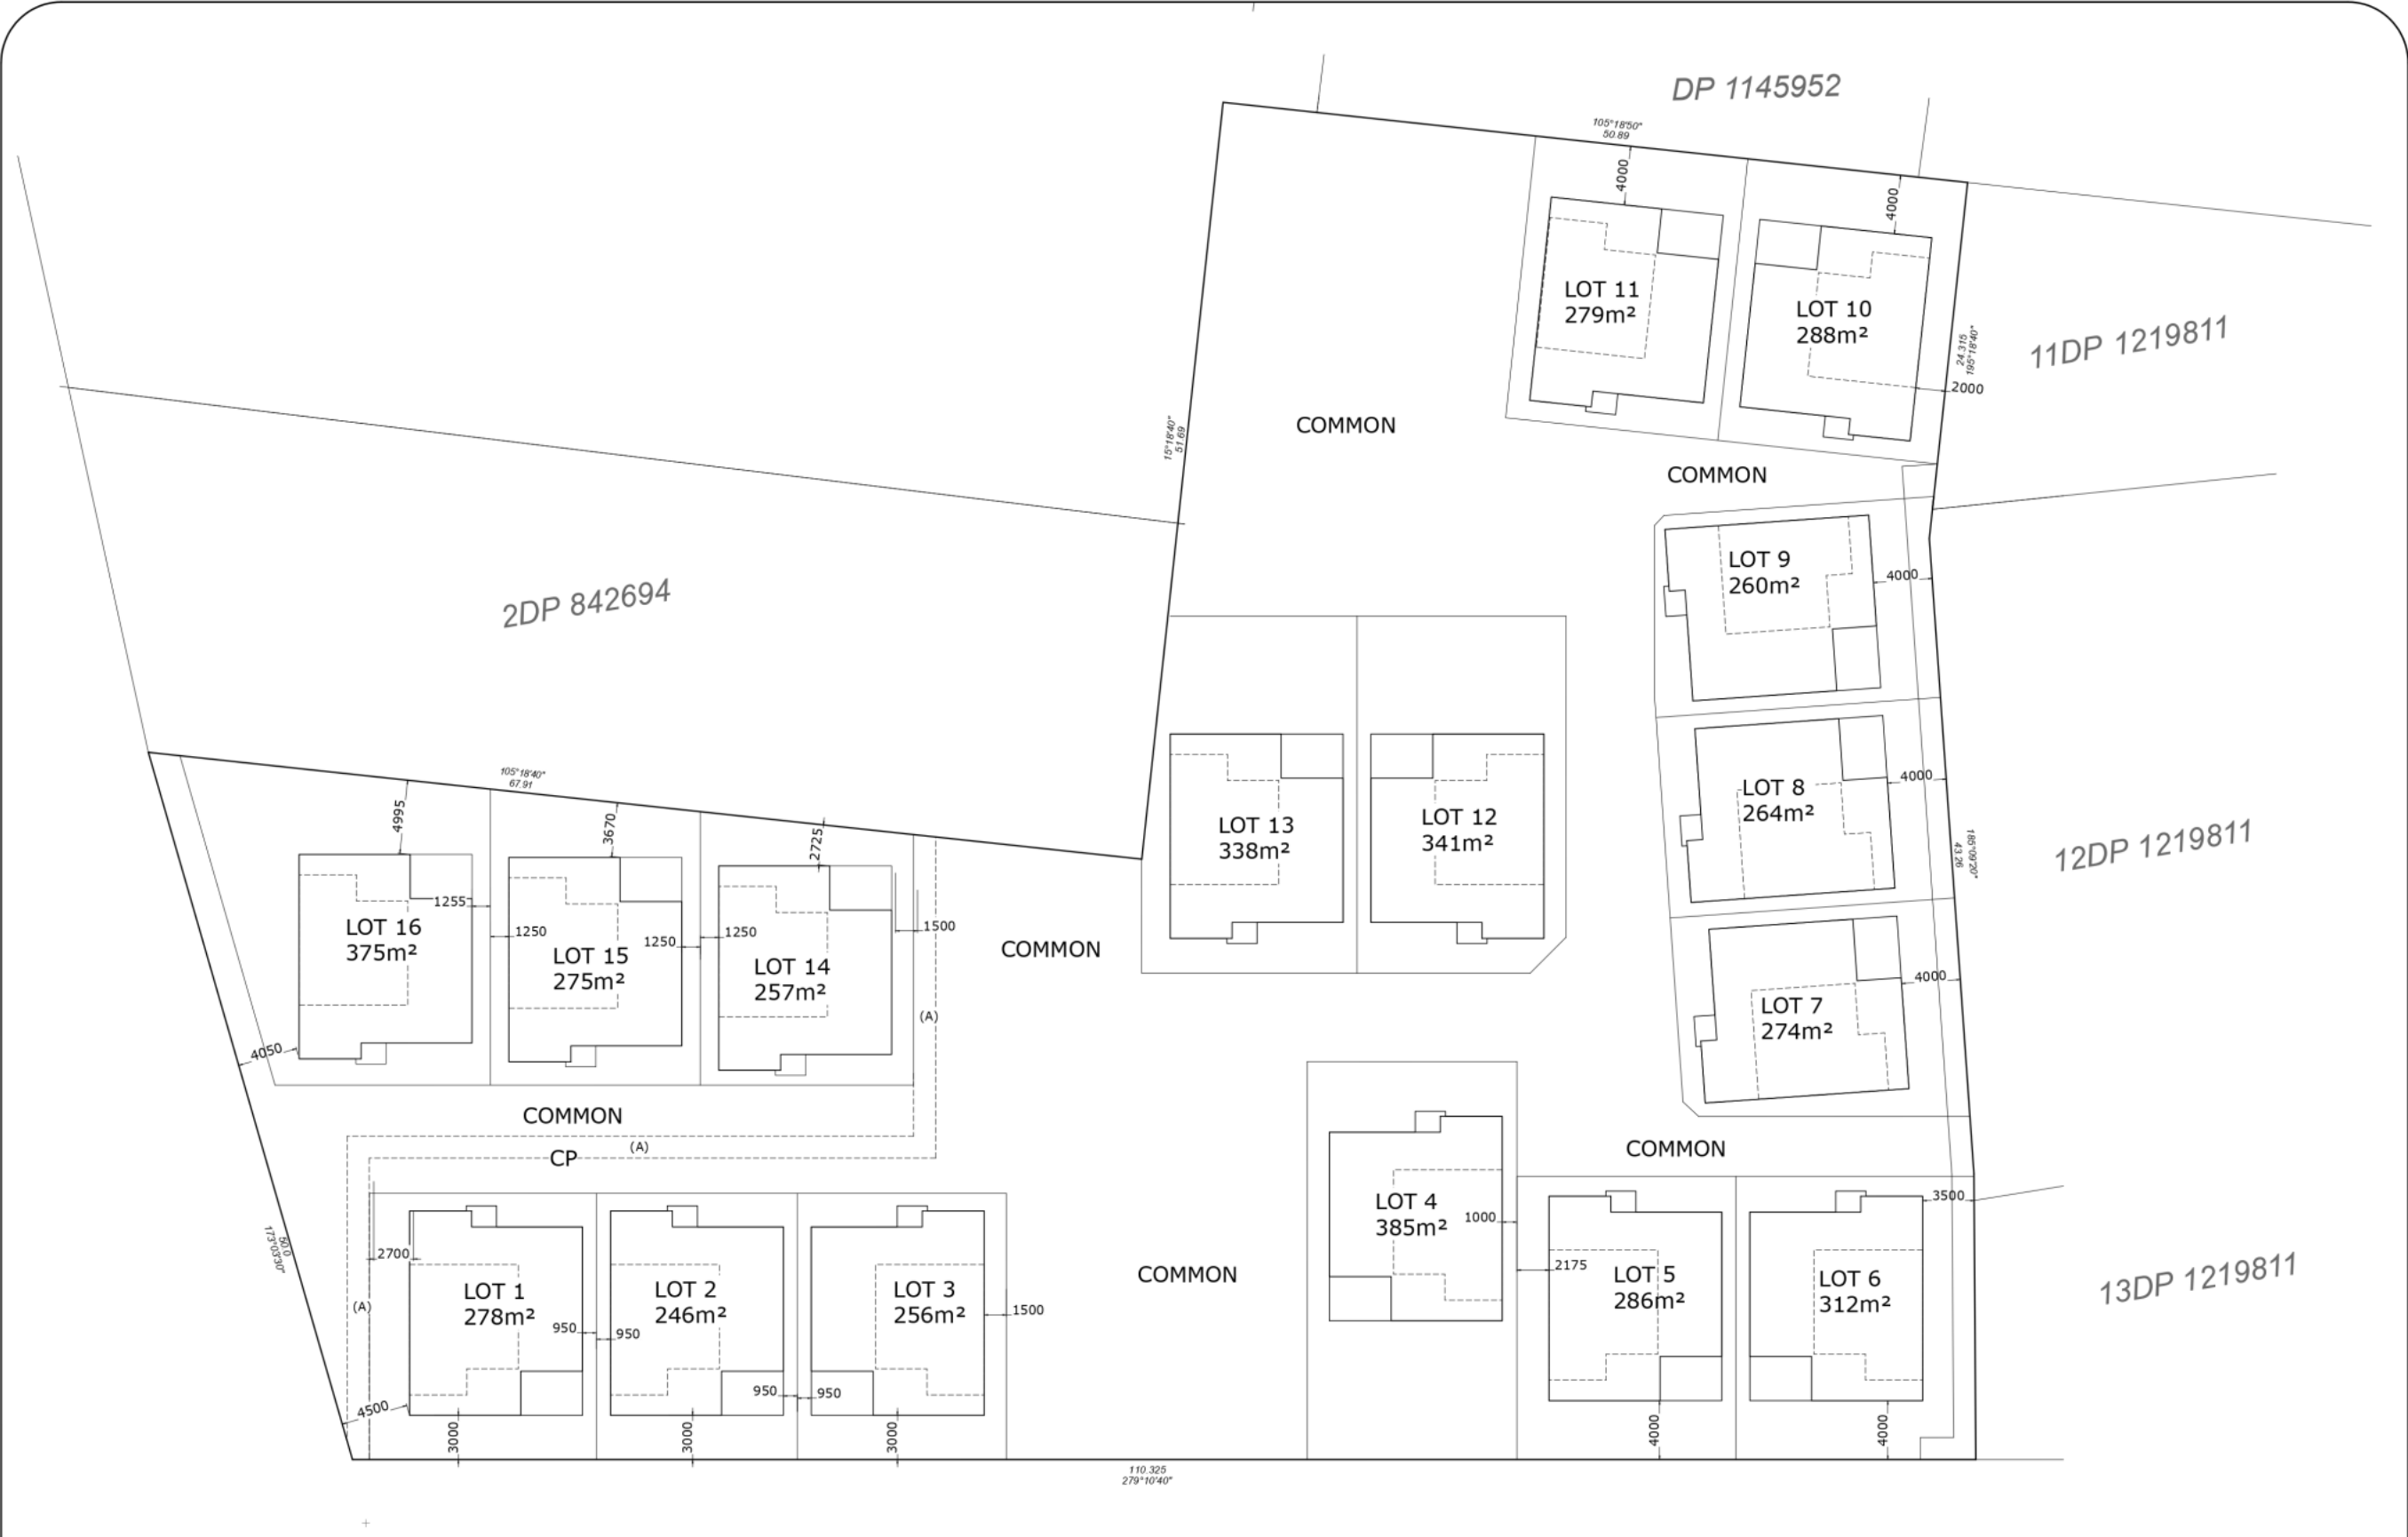 DP 1145952
105°18'50"
50.89
4000
4000
LOT 11
279m²
LOT 10
288m²
11DP 1219811
24.315
195°18'40"
2000
COMMON
15°18'40"
51.69
COMMON
LOT 9
260m²
4000
2DP 842694
105°18'40"
67.91
4995
3670
2725
LOT 8
264m²
4000
LOT 13
338m²
LOT 12
341m²
12DP 1219811
185°09'20"
43.26
1255
LOT 16
375m²
1250
1250
LOT 15
275m²
1250
LOT 14
257m²
1500
COMMON
4000
LOT 7
274m²
(A)
4050
COMMON
(A)
CP
COMMON
LOT 4
385m²
1000
3500
50.0
173°03'30"
2700
LOT 1
278m²
LOT 2
246m²
LOT 3
256m²
COMMON
2175
LOT 5
286m²
LOT 6
312m²
13DP 1219811
(A)
950
950
1500
950
950
4500
3000
3000
3000
4000
4000
110.325
279°10'40"